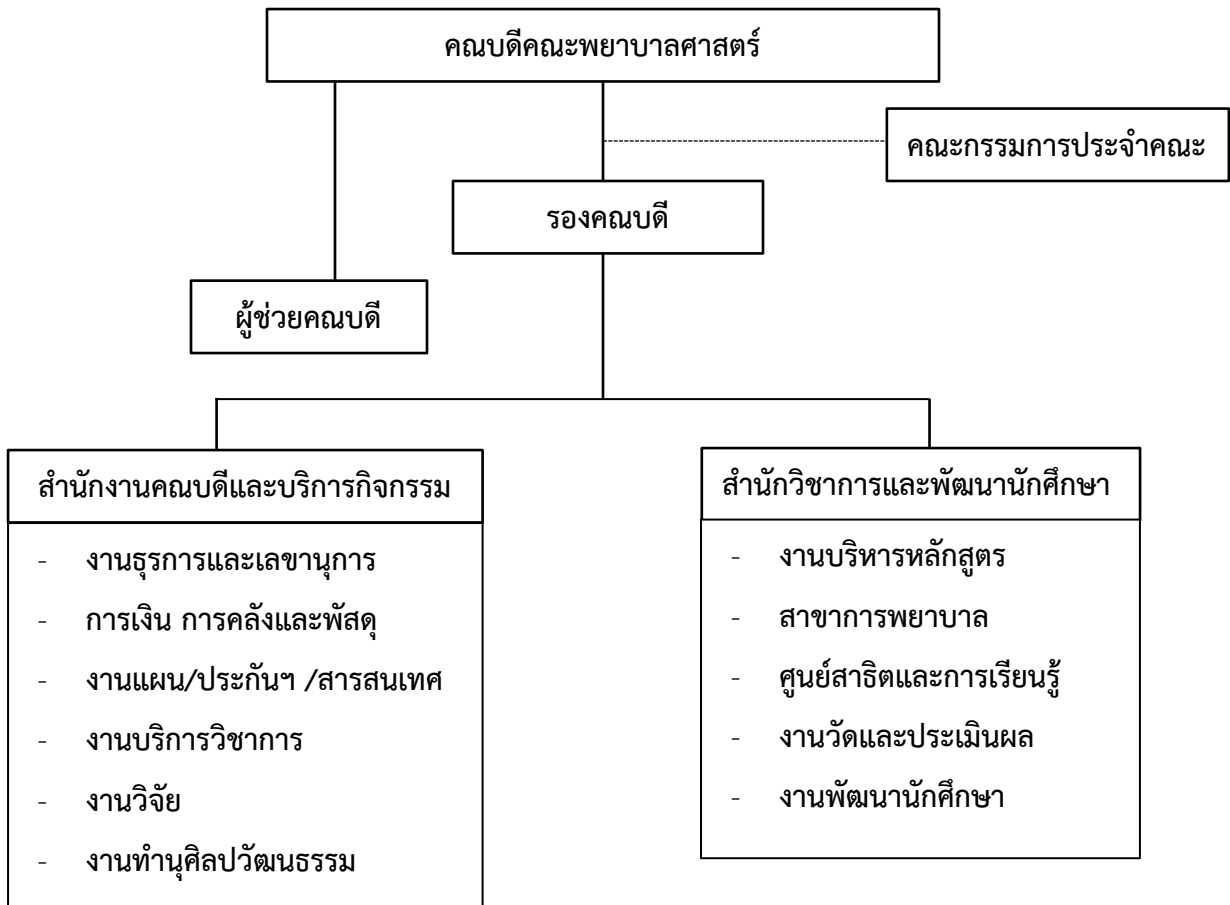 คณบดีคณะพยาบาลศาสตร์
คณะกรรมการประจำคณะ
รองคณบดี
ผู้ช่วยคณบดี
สำนักงานคณบดีและบริการกิจกรรม
- งานธุรการและเลขานุการ
- การเงิน การคลังและพัสดุ
- งานแผน/ประกันฯ /สารสนเทศ
- งานบริการวิชาการ
- งานวิจัย
- งานทำนุศิลปวัฒนธรรม
สำนักวิชาการและพัฒนานักศึกษา
- งานบริหารหลักสูตร
- สาขาการพยาบาล
- ศูนย์สาธิตและการเรียนรู้
- งานวัดและประเมินผล
- งานพัฒนานักศึกษา